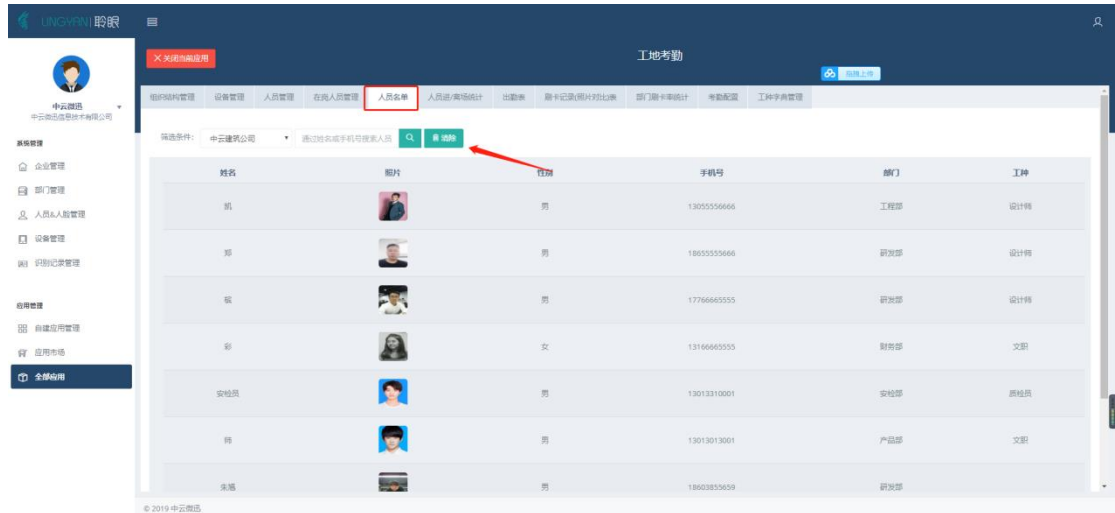 LINGYAN | 聆眼
× 关闭当前应用
工地考勤
拖拽上传
中云微迅
中云微迅信息技术有限公司
系统管理
企业管理
部门管理
人员&人脸管理
设备管理
识别记录管理
应用管理
自建应用管理
应用市场
全部应用
组织结构管理 设备管理 人员管理 在岗人员管理 人员名单 人员进/离场统计 出勤表 刷卡记录(照片对比)表 部门刷卡率统计 考勤配置 工种字典管理
筛选条件: 中云建筑公司 通过姓名或手机号搜索人员 清除
姓名 照片 性别 手机号 部门 工种
凯 男 13055556666 工程部 设计师
郑 男 18655555666 研发部 设计师
男 17766665555 研发部 设计师
彩 女 13166665555 财务部 文职
安检员 男 13013310001 安检部 质检员
韩 男 13013013001 产品部 文职
朱旭 男 18603855659 研发部
© 2019 中云微迅